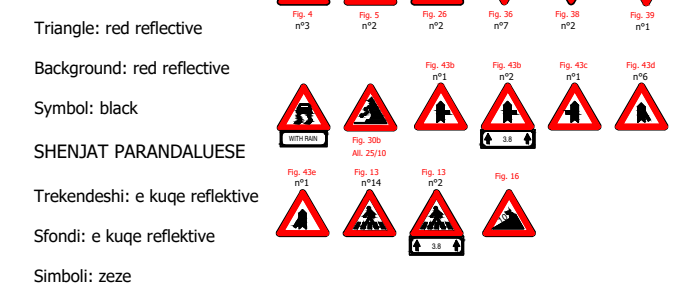 Fig. 4 Fig. 5 Fig. 26 Fig. 36 Fig. 38 Fig. 39
n°3 n°2 n°2 n°7 n°2 n°1
Triangle: red reflective
Background: red reflective
Fig. 43b Fig. 43b Fig. 43c Fig. 43d
n°1 n°2 n°1 n°6
Symbol: black
WITH RAIN
Fig. 30b
All. 25/10
3.8
SHENJAT PARANDALUESE
Fig. 43e Fig. 13 Fig. 13 Fig. 16
n°1 n°14 n°2
Trekendeshi: e kuqe reflektive
Sfondi: e kuqe reflektive
3.8
Simboli: zeze